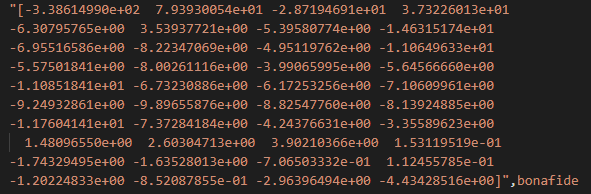 "[-3.38614990e+02  7.93930054e+01 -2.87194691e+01  3.73226013e+01
-6.30795765e+00  3.53937721e+00 -5.39580774e+00 -1.46315174e+01
-6.95516586e+00 -8.22347069e+00 -4.95119762e+00 -1.10649633e+01
-5.57501841e+00 -8.00261116e+00 -3.99065995e+00 -5.64566660e+00
-1.10851841e+01 -6.73230886e+00 -6.17253256e+00 -7.10609961e+00
-9.24932861e+00 -9.89655876e+00 -8.82547760e+00 -8.13924885e+00
-1.17604141e+01 -7.37284184e+00 -4.24376631e+00 -3.35589623e+00
1.48096550e+00  2.60304713e+00  3.90210366e+00  1.53119519e-01
-1.74329495e+00 -1.63528013e+00 -7.06503332e-01  1.12455785e-01
-1.20224833e+00 -8.52087855e-01 -2.96396494e+00 -4.43428516e+00]",bonafide